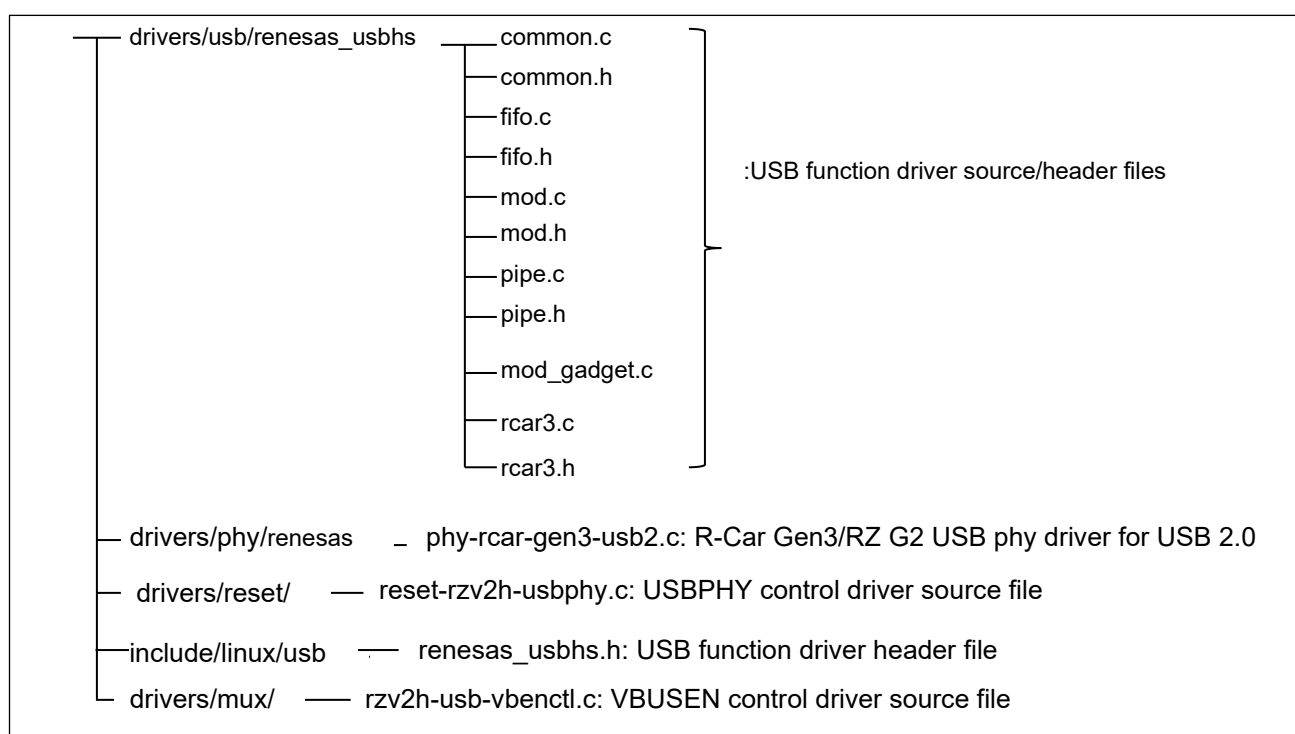 drivers/usb/renesas_usbhs common.c
common.h
fifo.c
fifo.h
:USB function driver source/header files
mod.c
mod.h
pipe.c
pipe.h
mod_gadget.c
rcar3.c
rcar3.h
drivers/phy/renesas phy-rcar-gen3-usb2.c: R-Car Gen3/RZ G2 USB phy driver for USB 2.0
drivers/reset/ reset-rzv2h-usbphy.c: USBPHY control driver source file
include/linux/usb renesas_usbhs.h: USB function driver header file
drivers/mux/ rzv2h-usb-vbenctl.c: VBUSEN control driver source file